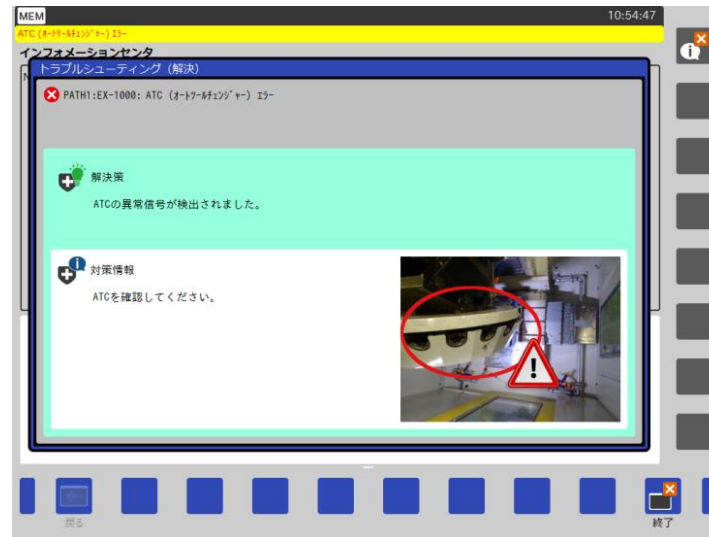 MEM
10:54:47
ATC (ｵｰﾄﾂｰﾙﾁｪﾝｼﾞｬｰ) ｴﾗｰ
インフォメーションセンタ
トラブルシューティング (解決)
PATH1:EX-1000: ATC (ｵｰﾄﾂｰﾙﾁｪﾝｼﾞｬｰ) ｴﾗｰ
解決策
ATCの異常信号が検出されました。
対策情報
ATCを確認してください。
戻る
終了